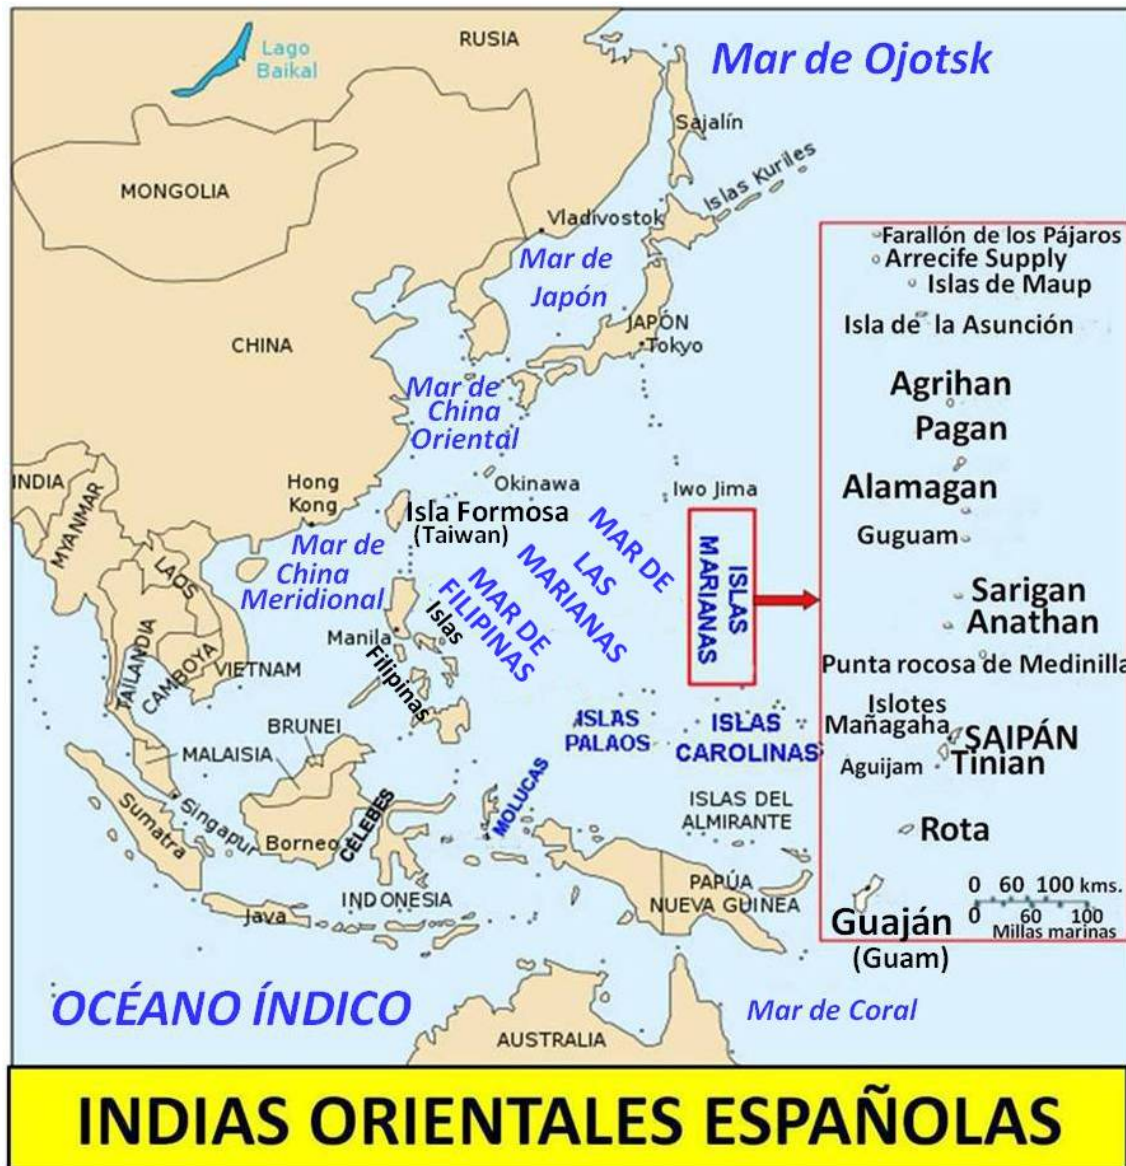 RUSIA
Lago
Baikal
Mar de Ojotsk
Sajalín
MONGOLIA
Islas Kuriles
Vladivostok
Mar de
Japón
CHINA
JAPÓN
Tokyo
Mar de
China
Oriental
INDIA
MYANMAR
Hong
Kong
Okinawa
Iwo Jima
Isla Formosa
(Taiwan)
MAR DE
LAS
MARIANAS
ISLAS
MARIANAS
Mar de
China
Meridional
LAOS
MAR DE
FILIPINAS
Manila
Islas
Filipinas
TAILANDIA
CAMBOYA
VIETNAM
BRUNEI
MALAISIA
ISLAS
PALAOS
ISLAS
CAROLINAS
Singapur
Sumatra
Borneo
CÉLEBES
MOLUCAS
ISLAS DEL
ALMIRANTE
Java
INDONESIA
PAPÚA
NUEVA GUINEA
OCÉANO ÍNDICO
Mar de Coral
AUSTRALIA
Farallón de los Pájaros
Arrecife Supply
Islas de Maup
Isla de la Asunción
Agrihan
Pagan
Alamagan
Guguam
Sarigan
Anathan
Punta rocosa de Medinilla
Islotes
Mañagaha
SAIPÁN
Tinian
Aguijam
Rota
0 60 100 kms.
0 60 100
Millas marinas
Guaján
(Guam)
INDIAS ORIENTALES ESPAÑOLAS